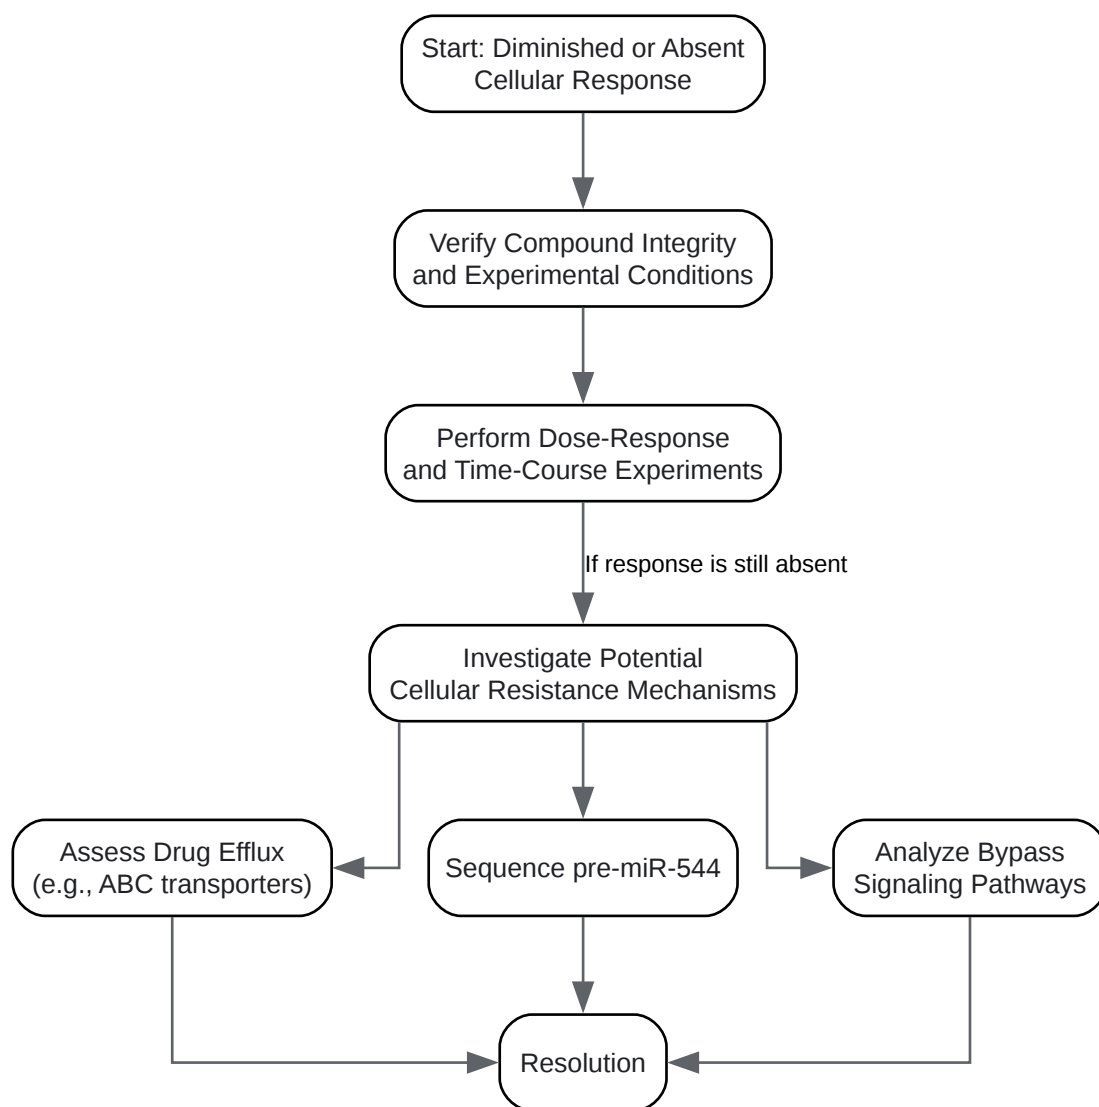 Start: Diminished or Absent
Cellular Response
Verify Compound Integrity
and Experimental Conditions
Perform Dose-Response
and Time-Course Experiments
If response is still absent
Investigate Potential
Cellular Resistance Mechanisms
Assess Drug Efflux
(e.g., ABC transporters)
Sequence pre-miR-544
Analyze Bypass
Signaling Pathways
Resolution